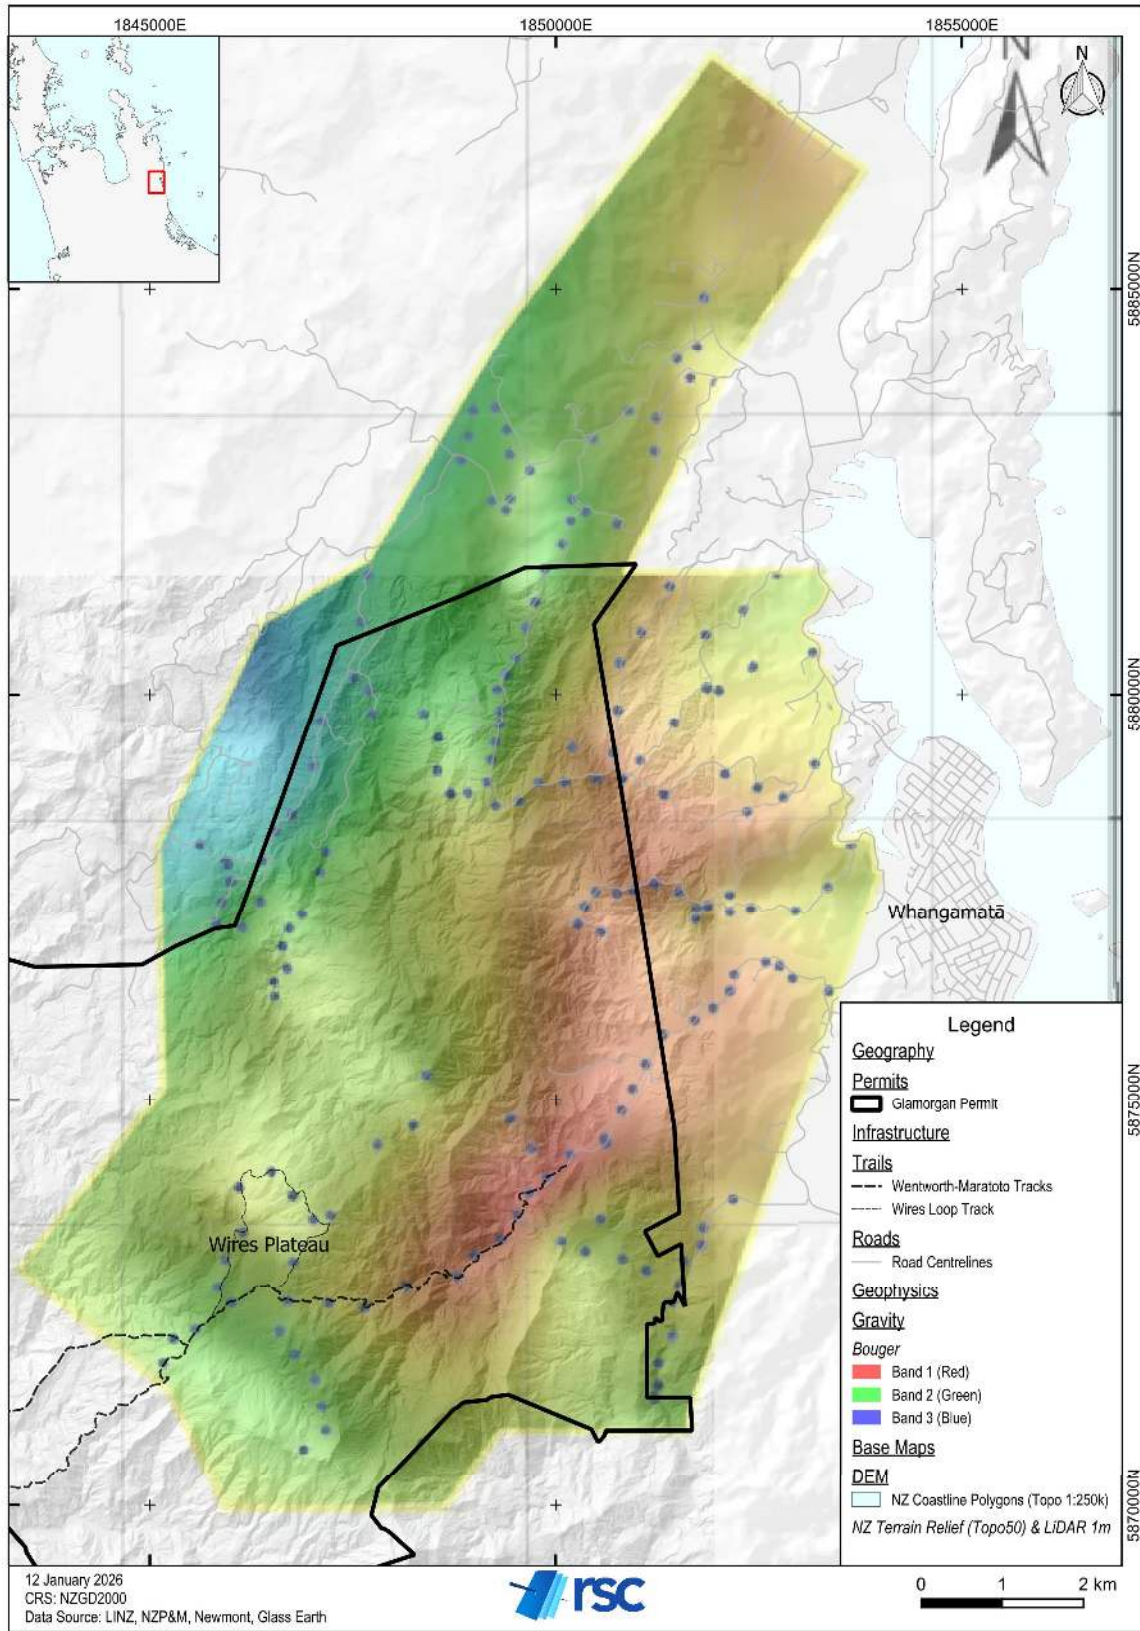 1845000E
1850000E
1855000E
N
N
5885000N
5880000N
Whangamatā
Wires Plateau
5875000N
5870000N
Legend
Geography
Permits
Glamorgan Permit
Infrastructure
Trails
Wentworth-Maratoto Tracks
Wires Loop Track
Roads
Road Centrelines
Geophysics
Gravity
Bouger
Band 1 (Red)
Band 2 (Green)
Band 3 (Blue)
Base Maps
DEM
NZ Coastline Polygons (Topo 1:250k)
NZ Terrain Relief (Topo50) & LiDAR 1m
12 January 2026
CRS: NZGD2000
Data Source: LINZ, NZP&M, Newmont, Glass Earth
rsc
0 1 2 km